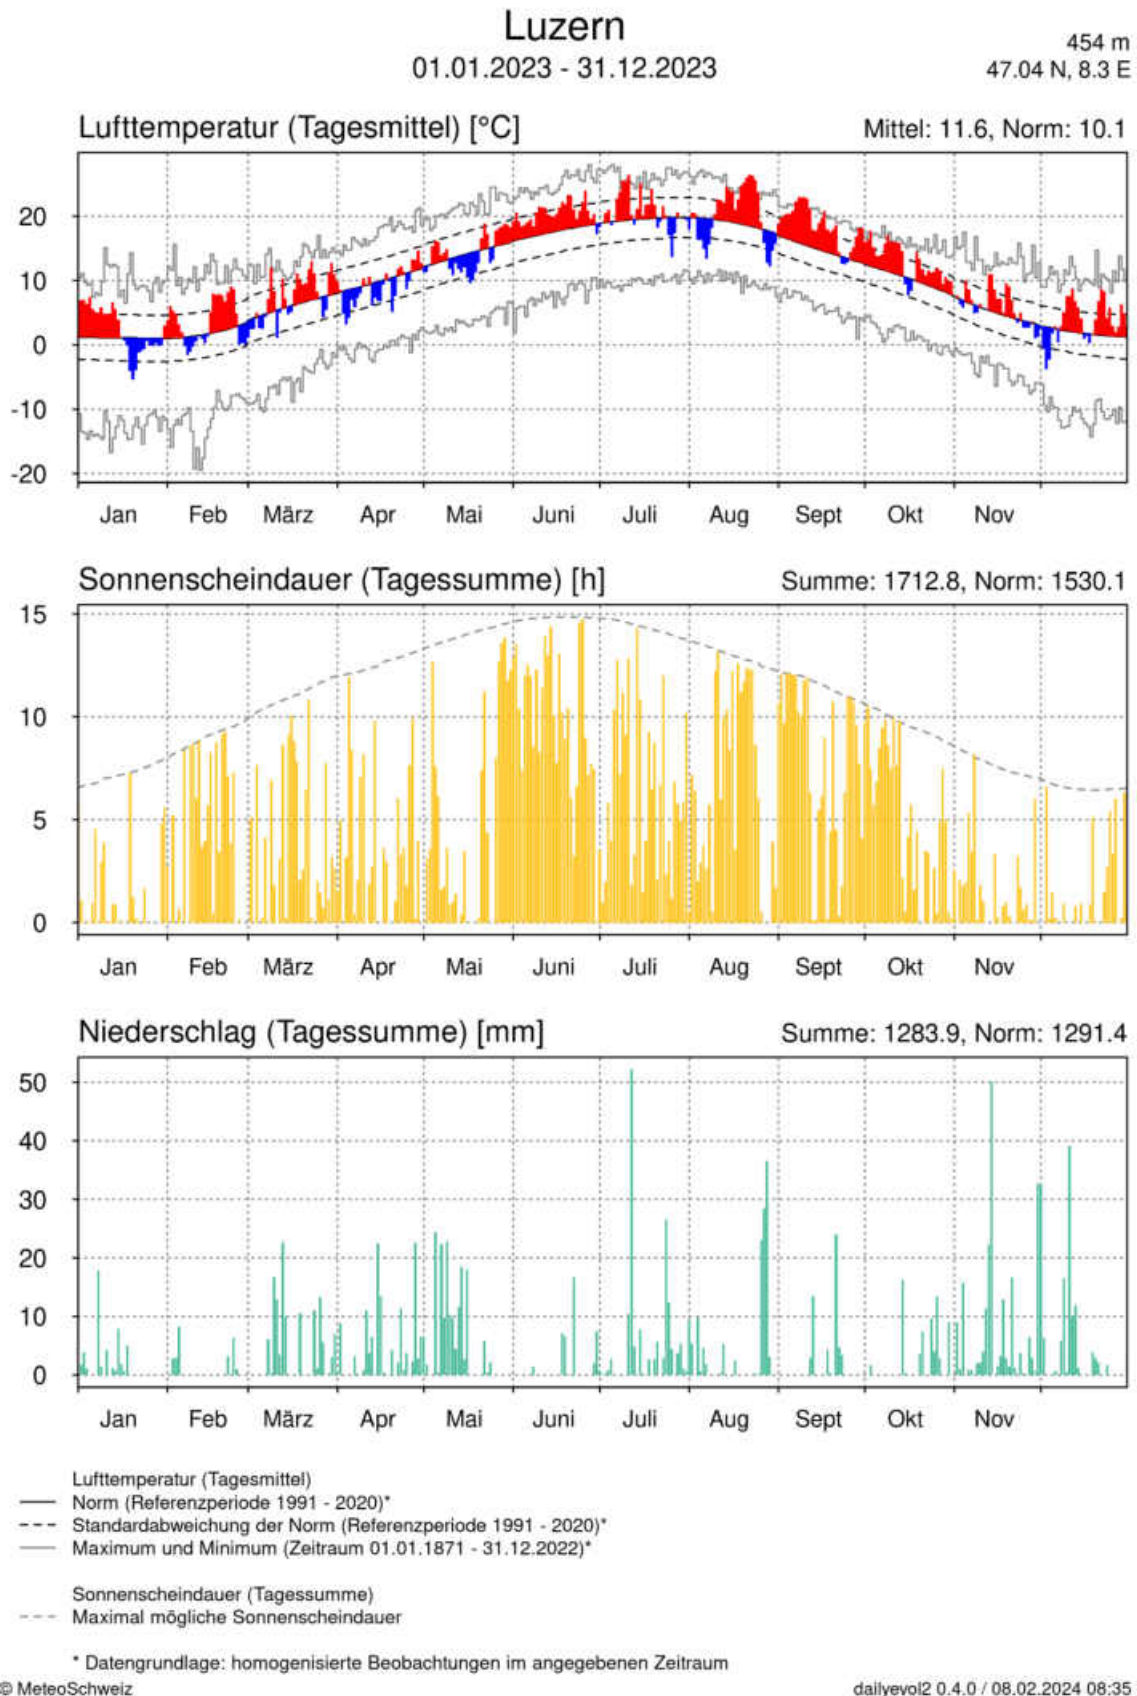 Luzern
01.01.2023 - 31.12.2023
454 m
47.04 N, 8.3 E
Lufttemperatur (Tagesmittel) [°C]
Mittel: 11.6, Norm: 10.1
20
10
0
-10
-20
Jan Feb März Apr Mai Juni Juli Aug Sept Okt Nov
Sonnenscheindauer (Tagessumme) [h]
Summe: 1712.8, Norm: 1530.1
15
10
5
0
Jan Feb März Apr Mai Juni Juli Aug Sept Okt Nov
Niederschlag (Tagessumme) [mm]
Summe: 1283.9, Norm: 1291.4
50
40
30
20
10
0
Jan Feb März Apr Mai Juni Juli Aug Sept Okt Nov
Lufttemperatur (Tagesmittel)
Norm (Referenzperiode 1991 - 2020)*
Standardabweichung der Norm (Referenzperiode 1991 - 2020)*
Maximum und Minimum (Zeitraum 01.01.1871 - 31.12.2022)*
Sonnenscheindauer (Tagessumme)
Maximal mögliche Sonnenscheindauer
* Datengrundlage: homogenisierte Beobachtungen im angegebenen Zeitraum
© MeteoSchweiz
dailyevol2 0.4.0 / 08.02.2024 08:35